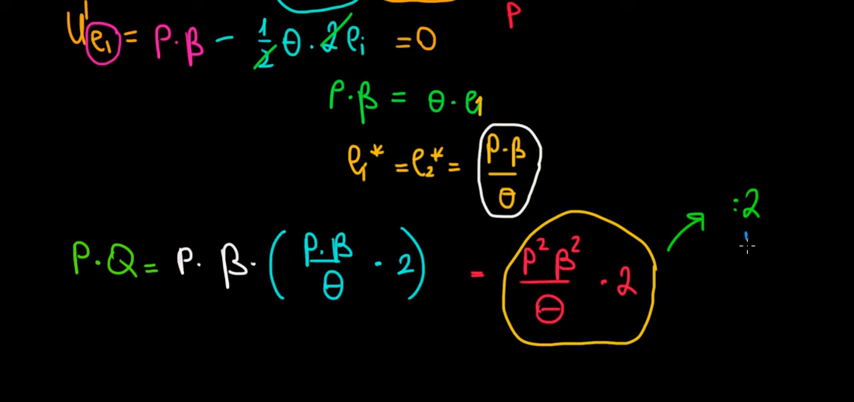 P
U'e₁ = P·β - 1/2 θ · 2e₁ = 0
P·β = θ·e₁
e₁* = e₂* = P·β/θ
:2
P·Q = P·β·(P·β/θ · 2) = P²β²/θ · 2